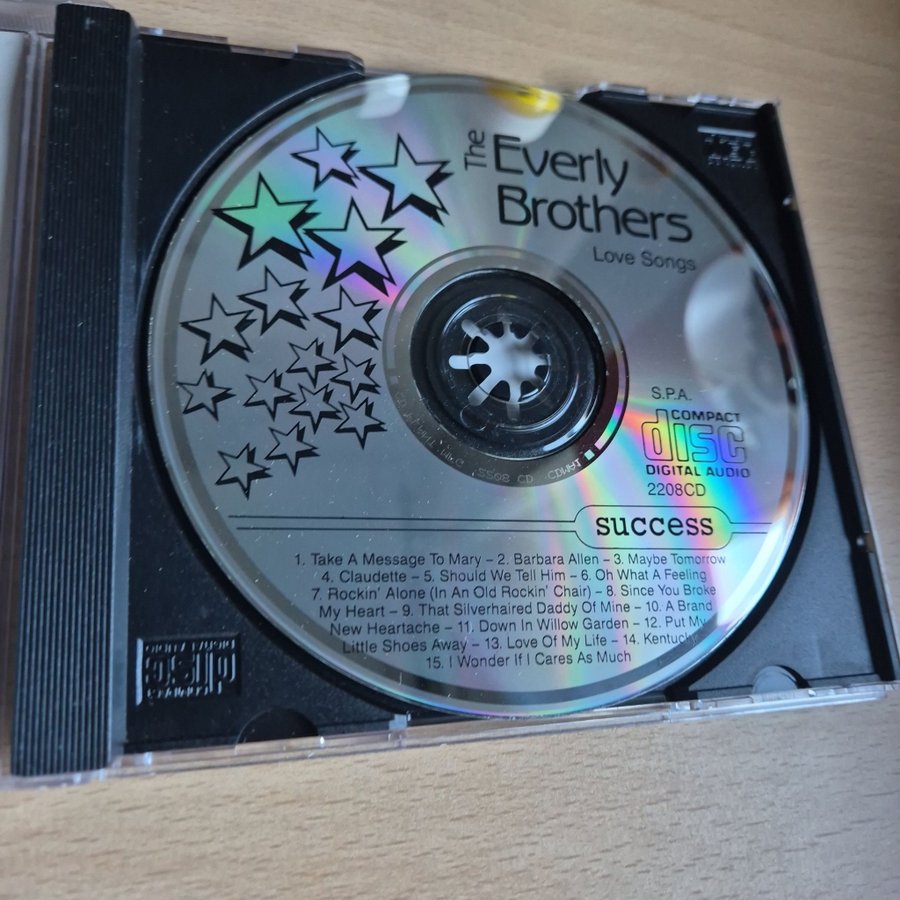 The
Everly
Brothers
Love Songs
S.P.A.
COMPACT
disc
DIGITAL AUDIO
2208CD
success
1. Take A Message To Mary – 2. Barbara Allen – 3. Maybe Tomorrow
4. Claudette – 5. Should We Tell Him – 6. Oh What A Feeling
7. Rockin' Alone (In An Old Rockin' Chair) – 8. Since You Broke
My Heart – 9. That Silverhaired Daddy Of Mine – 10. A Brand
New Heartache – 11. Down In Willow Garden – 12. Put My
Little Shoes Away – 13. Love Of My Life – 14. Kentucky
15. I Wonder If I Cares As Much
COMPACT
disc
DIGITAL AUDIO